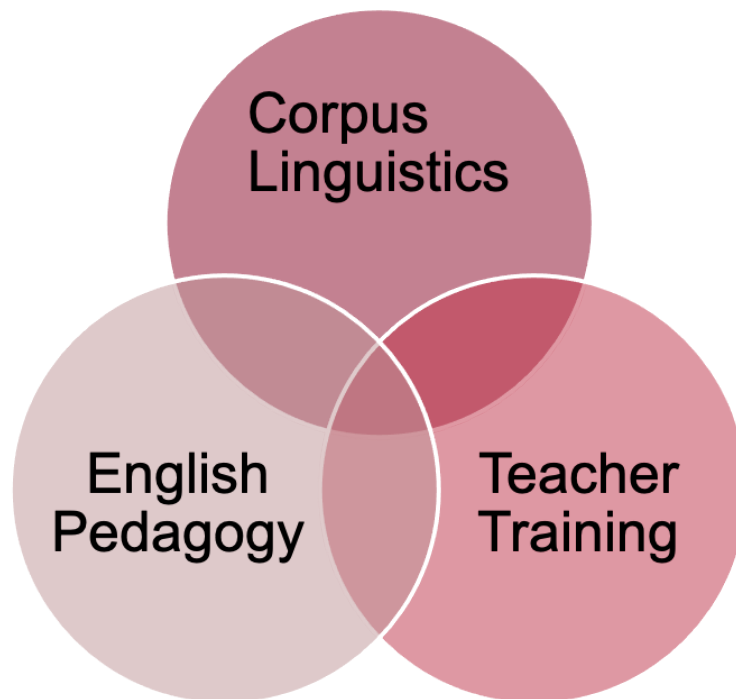 Corpus
Linguistics
English
Pedagogy
Teacher
Training